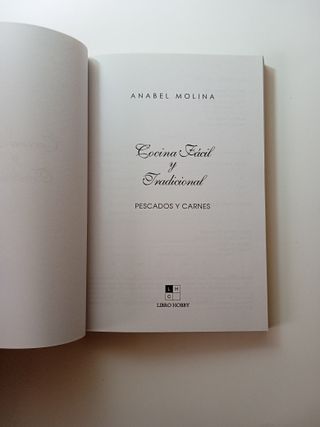 ANABEL MOLINA
Cocina Fácil
y
Tradicional
PESCADOS Y CARNES
L H
C
LIBRO HOBBY